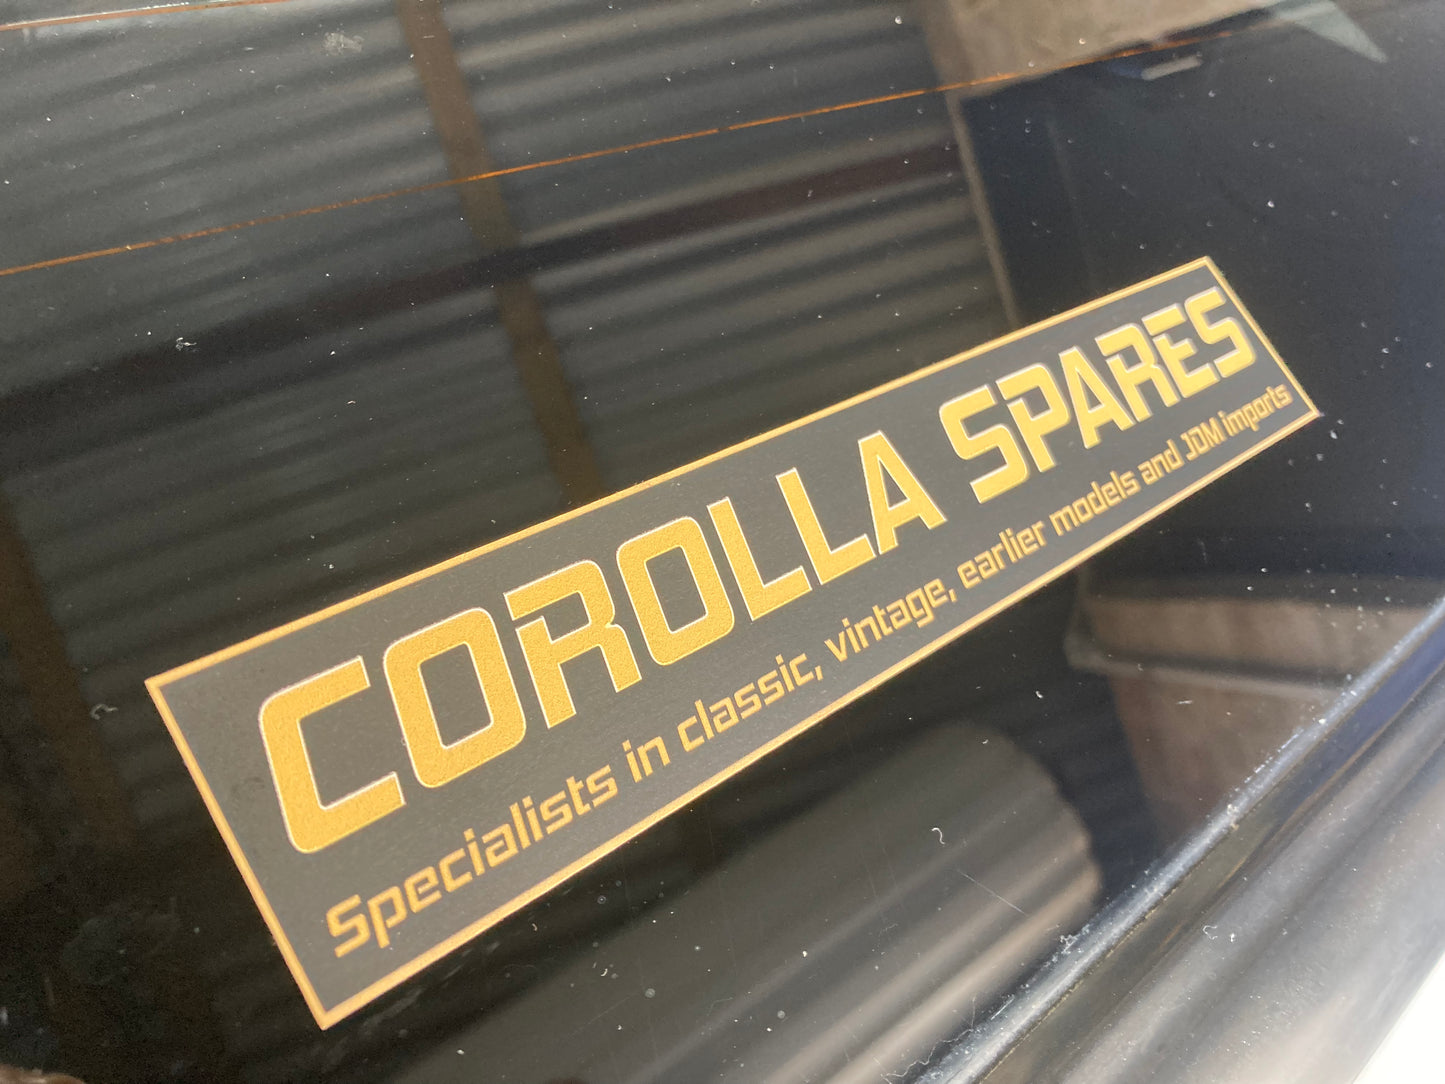 COROLLA SPARES
Specialists in classic, vintage, earlier models and JDM imports